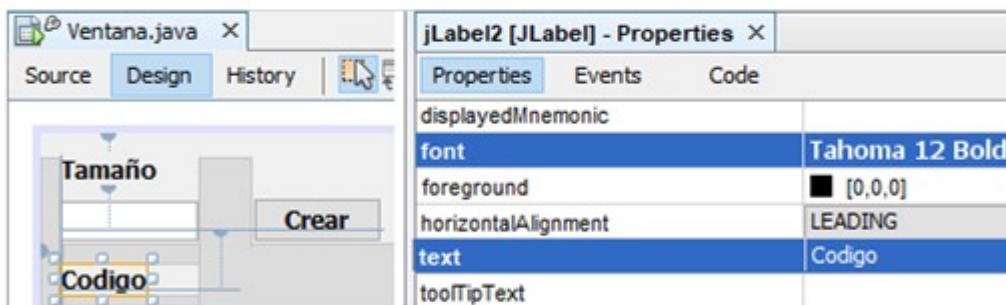 Ventana.java X
Source Design History
Tamaño
Crear
Codigo
jLabel2 [JLabel] - Properties X
Properties Events Code
displayedMnemonic
font Tahoma 12 Bold
foreground [0,0,0]
horizontalAlignment LEADING
text Codigo
toolTipText